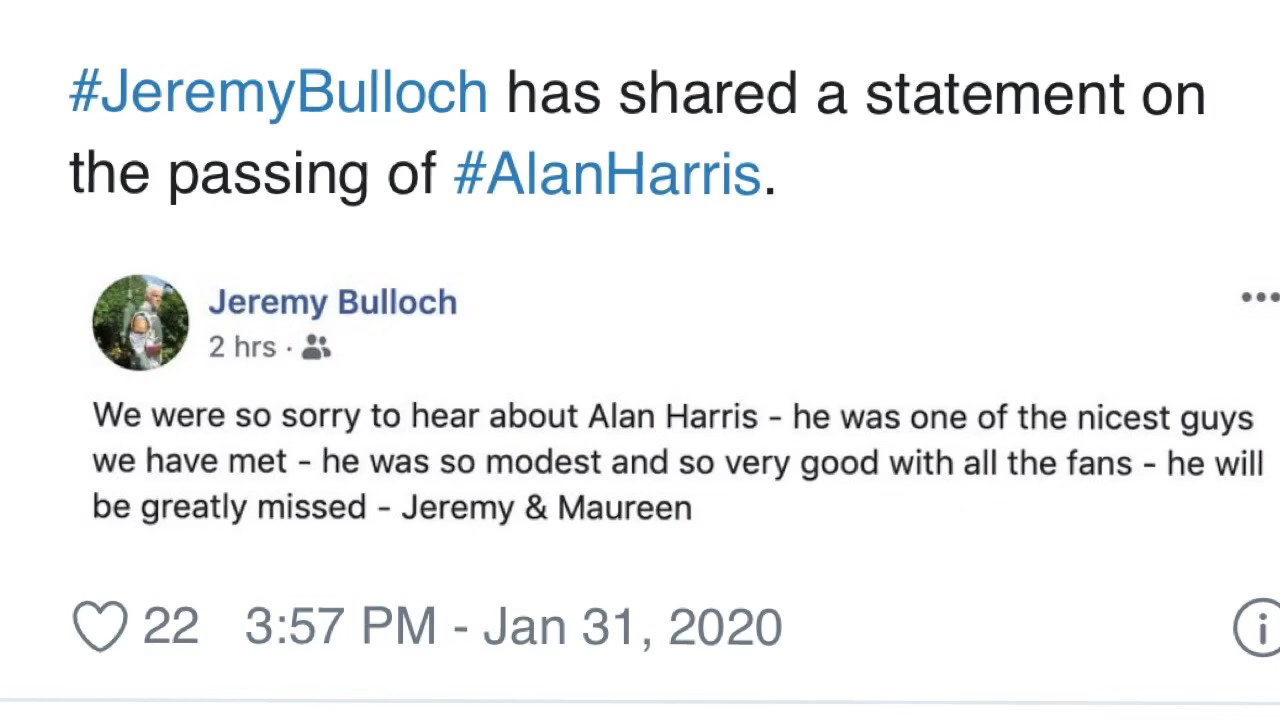 #JeremyBulloch has shared a statement on
the passing of #AlanHarris.
Jeremy Bulloch
2 hrs ·
We were so sorry to hear about Alan Harris - he was one of the nicest guys
we have met - he was so modest and so very good with all the fans - he will
be greatly missed - Jeremy & Maureen
22 3:57 PM - Jan 31, 2020